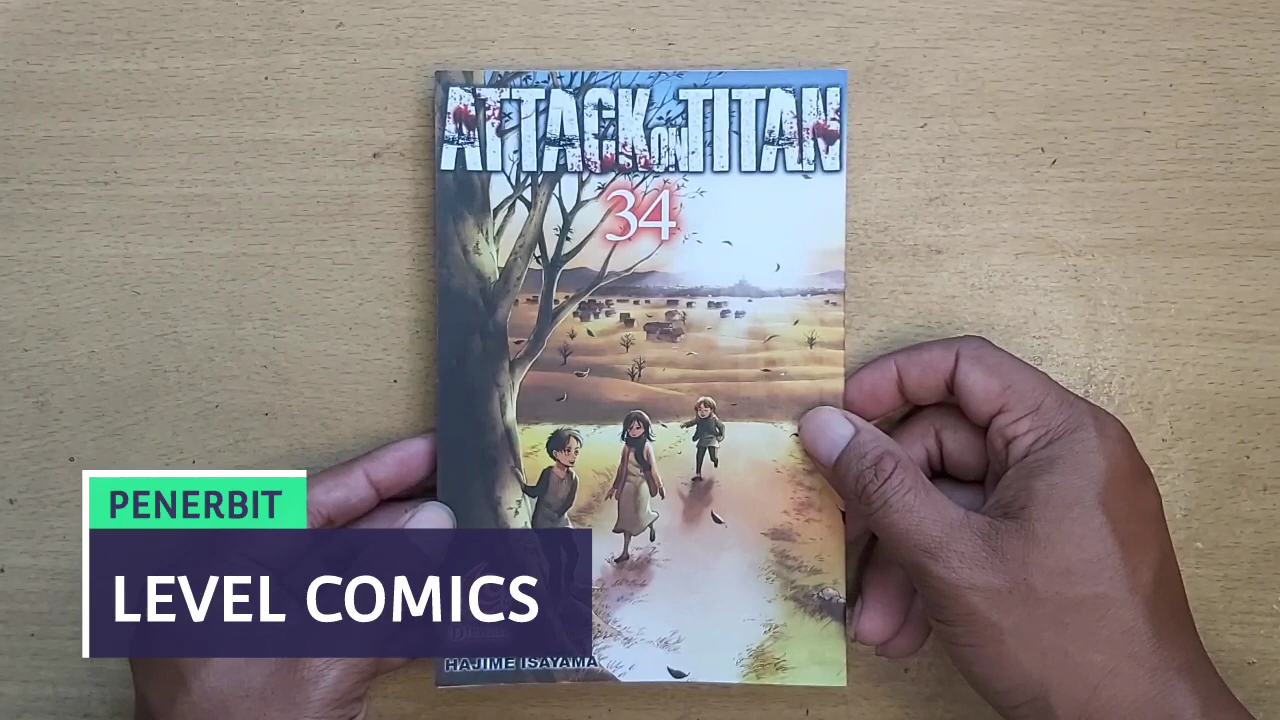 ATTACK ON TITAN
34
PENERBIT
LEVEL COMICS
HAJIME ISAYAMA